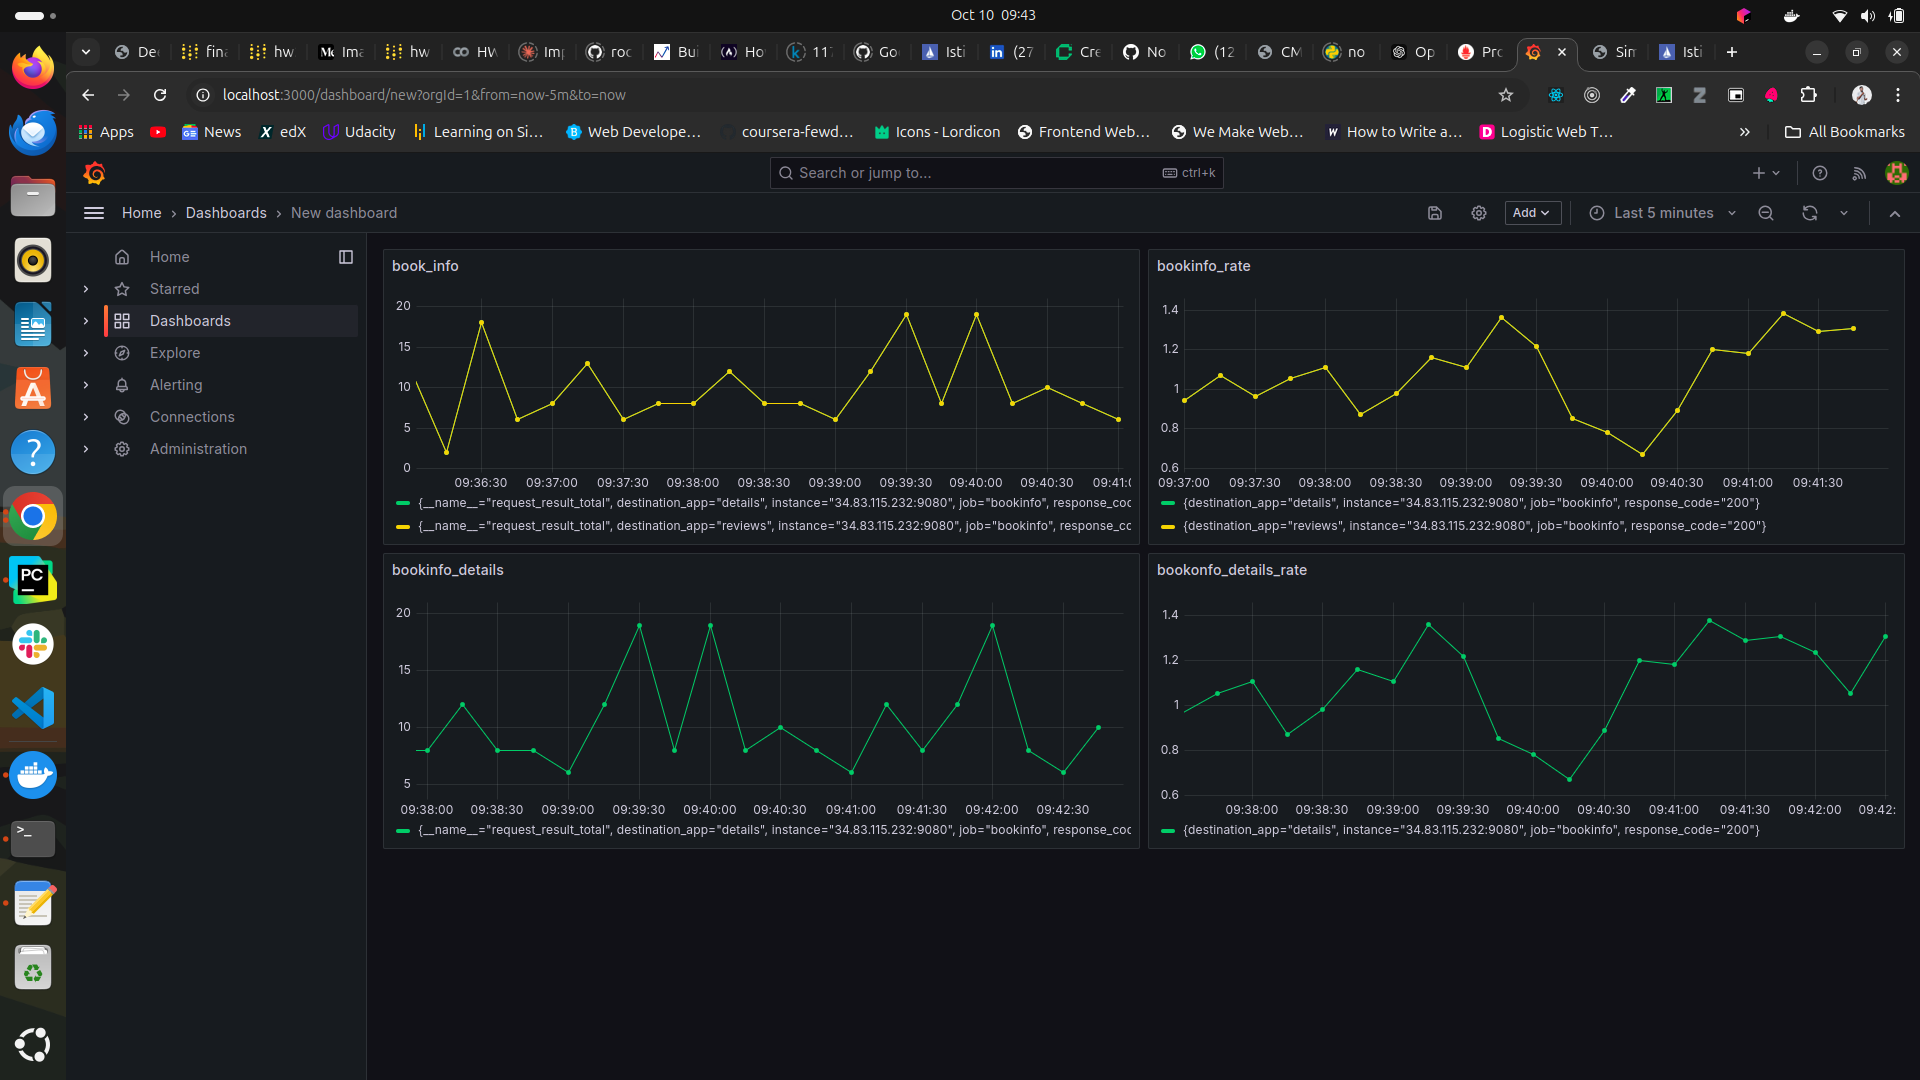 Oct 10 09:43
De
fina
hw
Ima
hw
HW
Imp
roc
Bui
Ho
117
Go
Isti
(27
Cre
No
(12
CM
no
Op
Pro
Sim
Isti
localhost:3000/dashboard/new?orgId=1&from=now-5m&to=now
Apps
News
edX
Udacity
Learning on Si...
Web Develope...
coursera-fewd...
Icons - Lordicon
Frontend Web...
We Make Web...
How to Write a...
Logistic Web T...
All Bookmarks
Search or jump to...
ctrl+k
Home › Dashboards › New dashboard
Add
Last 5 minutes
Home
Starred
Dashboards
Explore
Alerting
Connections
Administration
book_info
20
15
10
5
0
09:36:30 09:37:00 09:37:30 09:38:00 09:38:30 09:39:00 09:39:30 09:40:00 09:40:30 09:41:
{__name__="request_result_total", destination_app="details", instance="34.83.115.232:9080", job="bookinfo", response_co
{__name__="request_result_total", destination_app="reviews", instance="34.83.115.232:9080", job="bookinfo", response_c
bookinfo_rate
1.4
1.2
1
0.8
0.6
09:37:00 09:37:30 09:38:00 09:38:30 09:39:00 09:39:30 09:40:00 09:40:30 09:41:00 09:41:30
{destination_app="details", instance="34.83.115.232:9080", job="bookinfo", response_code="200"}
{destination_app="reviews", instance="34.83.115.232:9080", job="bookinfo", response_code="200"}
bookinfo_details
20
15
10
5
09:38:00 09:38:30 09:39:00 09:39:30 09:40:00 09:40:30 09:41:00 09:41:30 09:42:00 09:42:30
{__name__="request_result_total", destination_app="details", instance="34.83.115.232:9080", job="bookinfo", response_co
bookonfo_details_rate
1.4
1.2
1
0.8
0.6
09:38:00 09:38:30 09:39:00 09:39:30 09:40:00 09:40:30 09:41:00 09:41:30 09:42:00 09:42:
{destination_app="details", instance="34.83.115.232:9080", job="bookinfo", response_code="200"}
PC